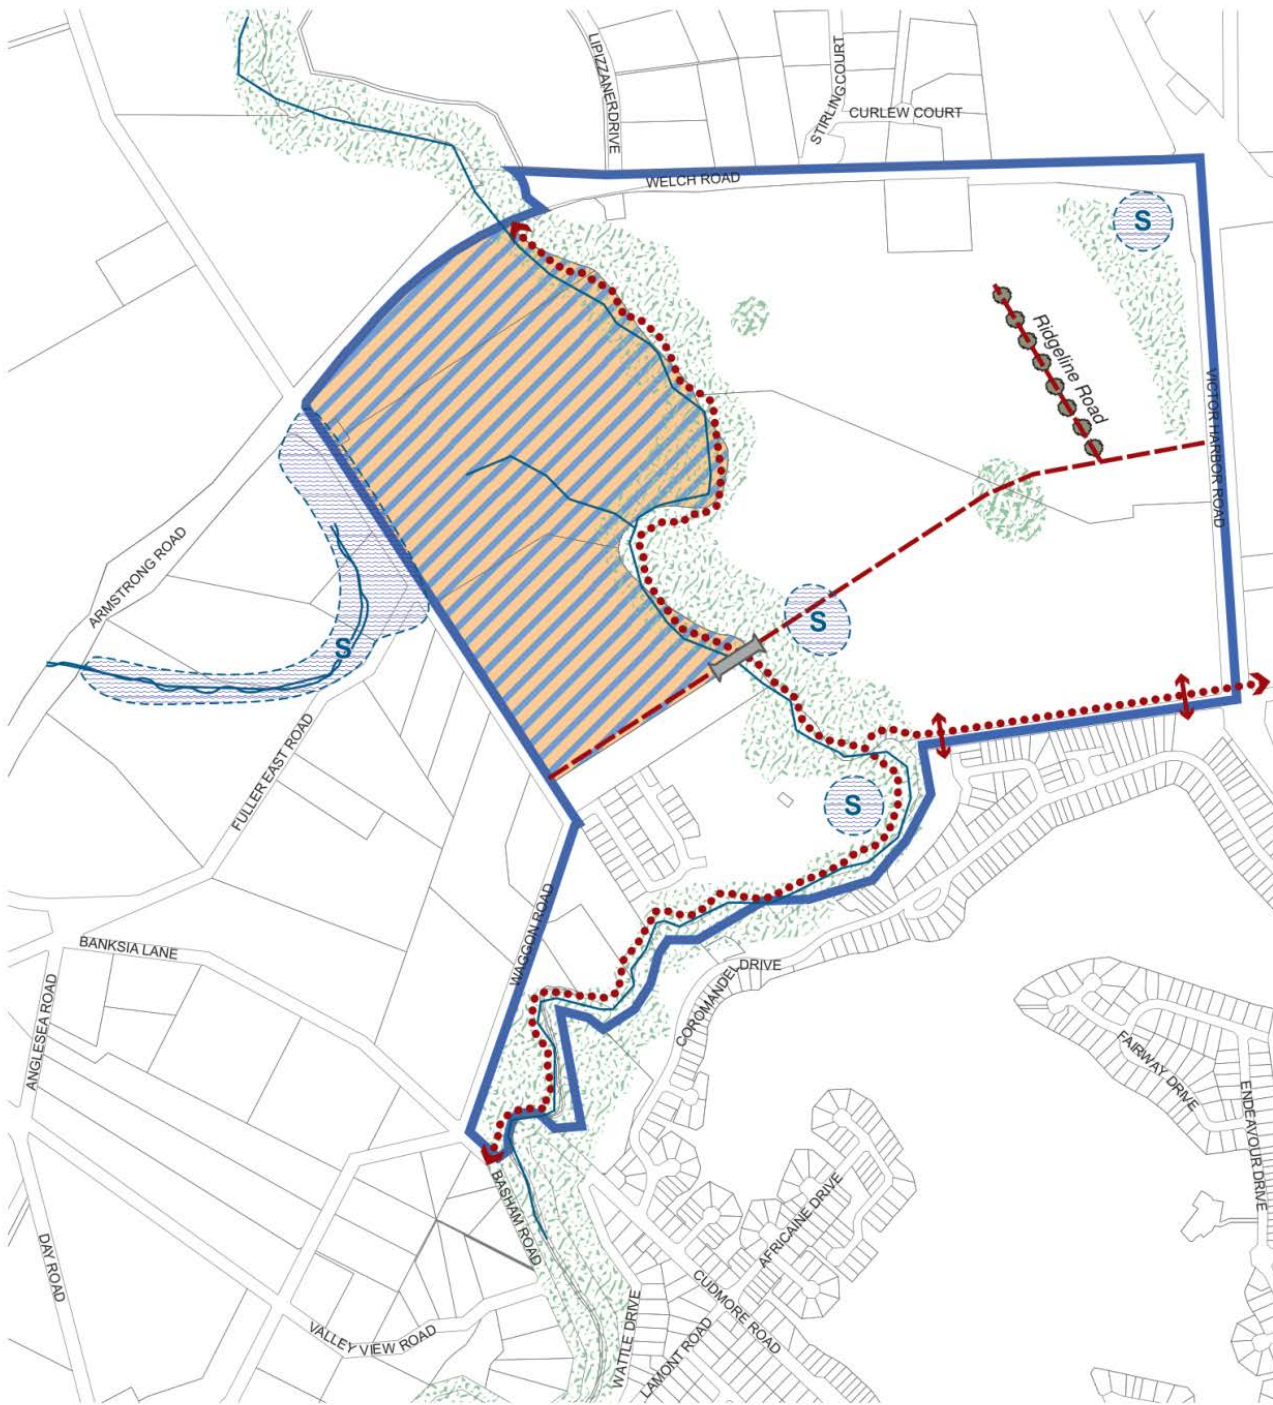 LIPIZZANERDRIVE
STIRLINGCOURT
CURLEW COURT
WELCH ROAD
S
Ridgeline Road
VICTOR HARBOR ROAD
ARMSTRONG ROAD
S
S
FULLER EAST ROAD
S
WAGGON ROAD
BANKSIA LANE
COROMANDEL DRIVE
ANGLESEA ROAD
FAIRWAY DRIVE
ENDEAVOUR DRIVE
BASHAM ROAD
AFRICAINE DRIVE
DAY ROAD
CUDMORE ROAD
VALLEY VIEW ROAD
WATTLE DRIVE
LAMONT ROAD